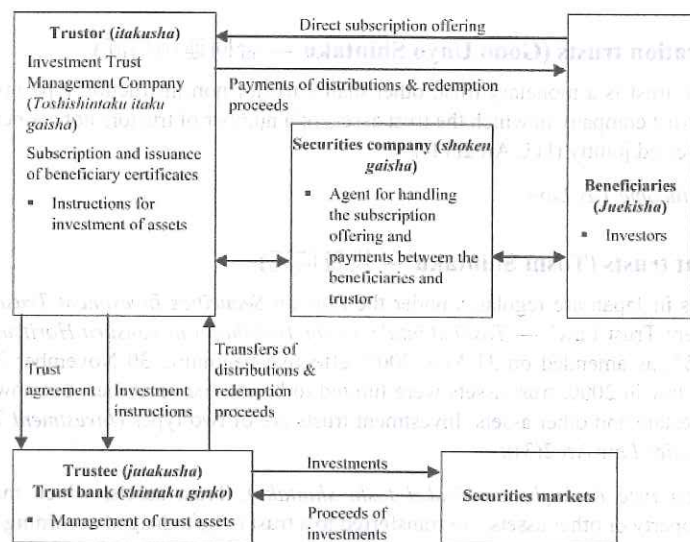 Trustor (itakusha)
Investment Trust
Management Company
(Toshishintaku itaku
gaisha)
Subscription and issuance
of beneficiary certificates
▪ Instructions for
investment of assets
Direct subscription offering
Payments of distributions & redemption
proceeds
Securities company (shoken
gaisha)
▪ Agent for handling
the subscription
offering and
payments between the
beneficiaries and
trustor
Beneficiaries
(Juekisha)
▪ Investors
Trust
agreement
Investment
instructions
Transfers of
distributions &
redemption
proceeds
Trustee (jutakusha)
Trust bank (shintaku ginko)
▪ Management of trust assets
Investments
Proceeds of
investments
Securities markets